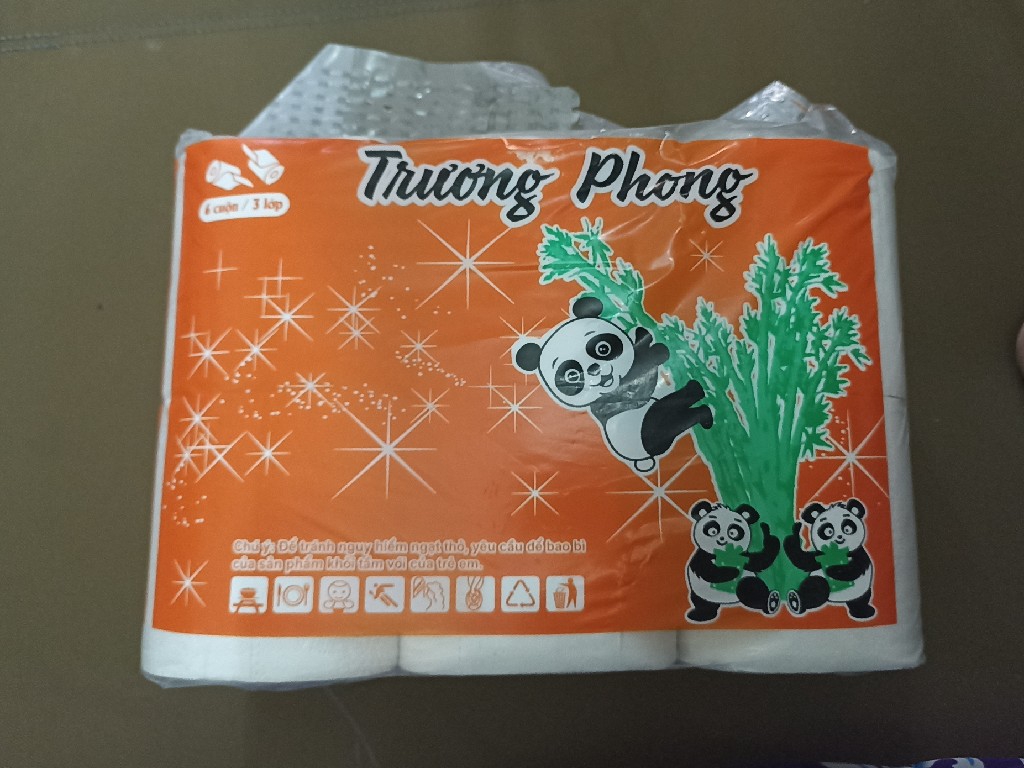 Trương Phong
6 cuộn / 3 lớp
Chú ý: Để tránh nguy hiểm ngạt thở, yêu cầu để bao bì
của sản phẩm khỏi tầm với của trẻ em.